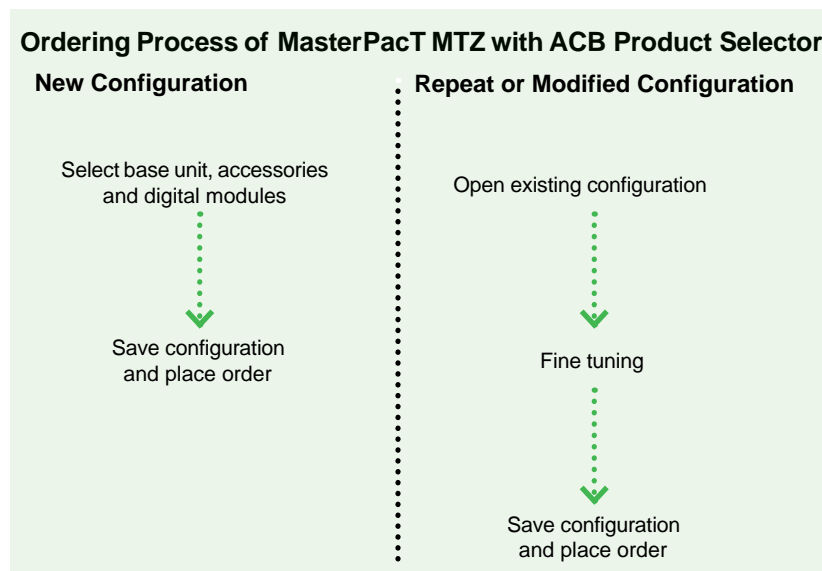 Ordering Process of MasterPacT MTZ with ACB Product Selector
New Configuration
Select base unit, accessories
and digital modules
Save configuration
and place order
Repeat or Modified Configuration
Open existing configuration
Fine tuning
Save configuration
and place order